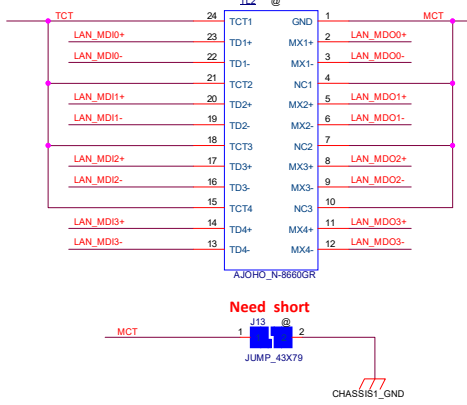 TL2 @
TCT 24 TCT1 GND 1 MCT
LAN_MDI0+ 23 TD1+ MX1+ 2 LAN_MDO0+
LAN_MDI0- 22 TD1- MX1- 3 LAN_MDO0-
21 TCT2 NC1 4
LAN_MDI1+ 20 TD2+ MX2+ 5 LAN_MDO1+
LAN_MDI1- 19 TD2- MX2- 6 LAN_MDO1-
18 TCT3 NC2 7
LAN_MDI2+ 17 TD3+ MX3+ 8 LAN_MDO2+
LAN_MDI2- 16 TD3- MX3- 9 LAN_MDO2-
15 TCT4 NC3 10
LAN_MDI3+ 14 TD4+ MX4+ 11 LAN_MDO3+
LAN_MDI3- 13 TD4- MX4- 12 LAN_MDO3-
AJOHO_N-8660GR
Need short
J13 @
MCT 1 2
JUMP_43X79
CHASSIS1_GND